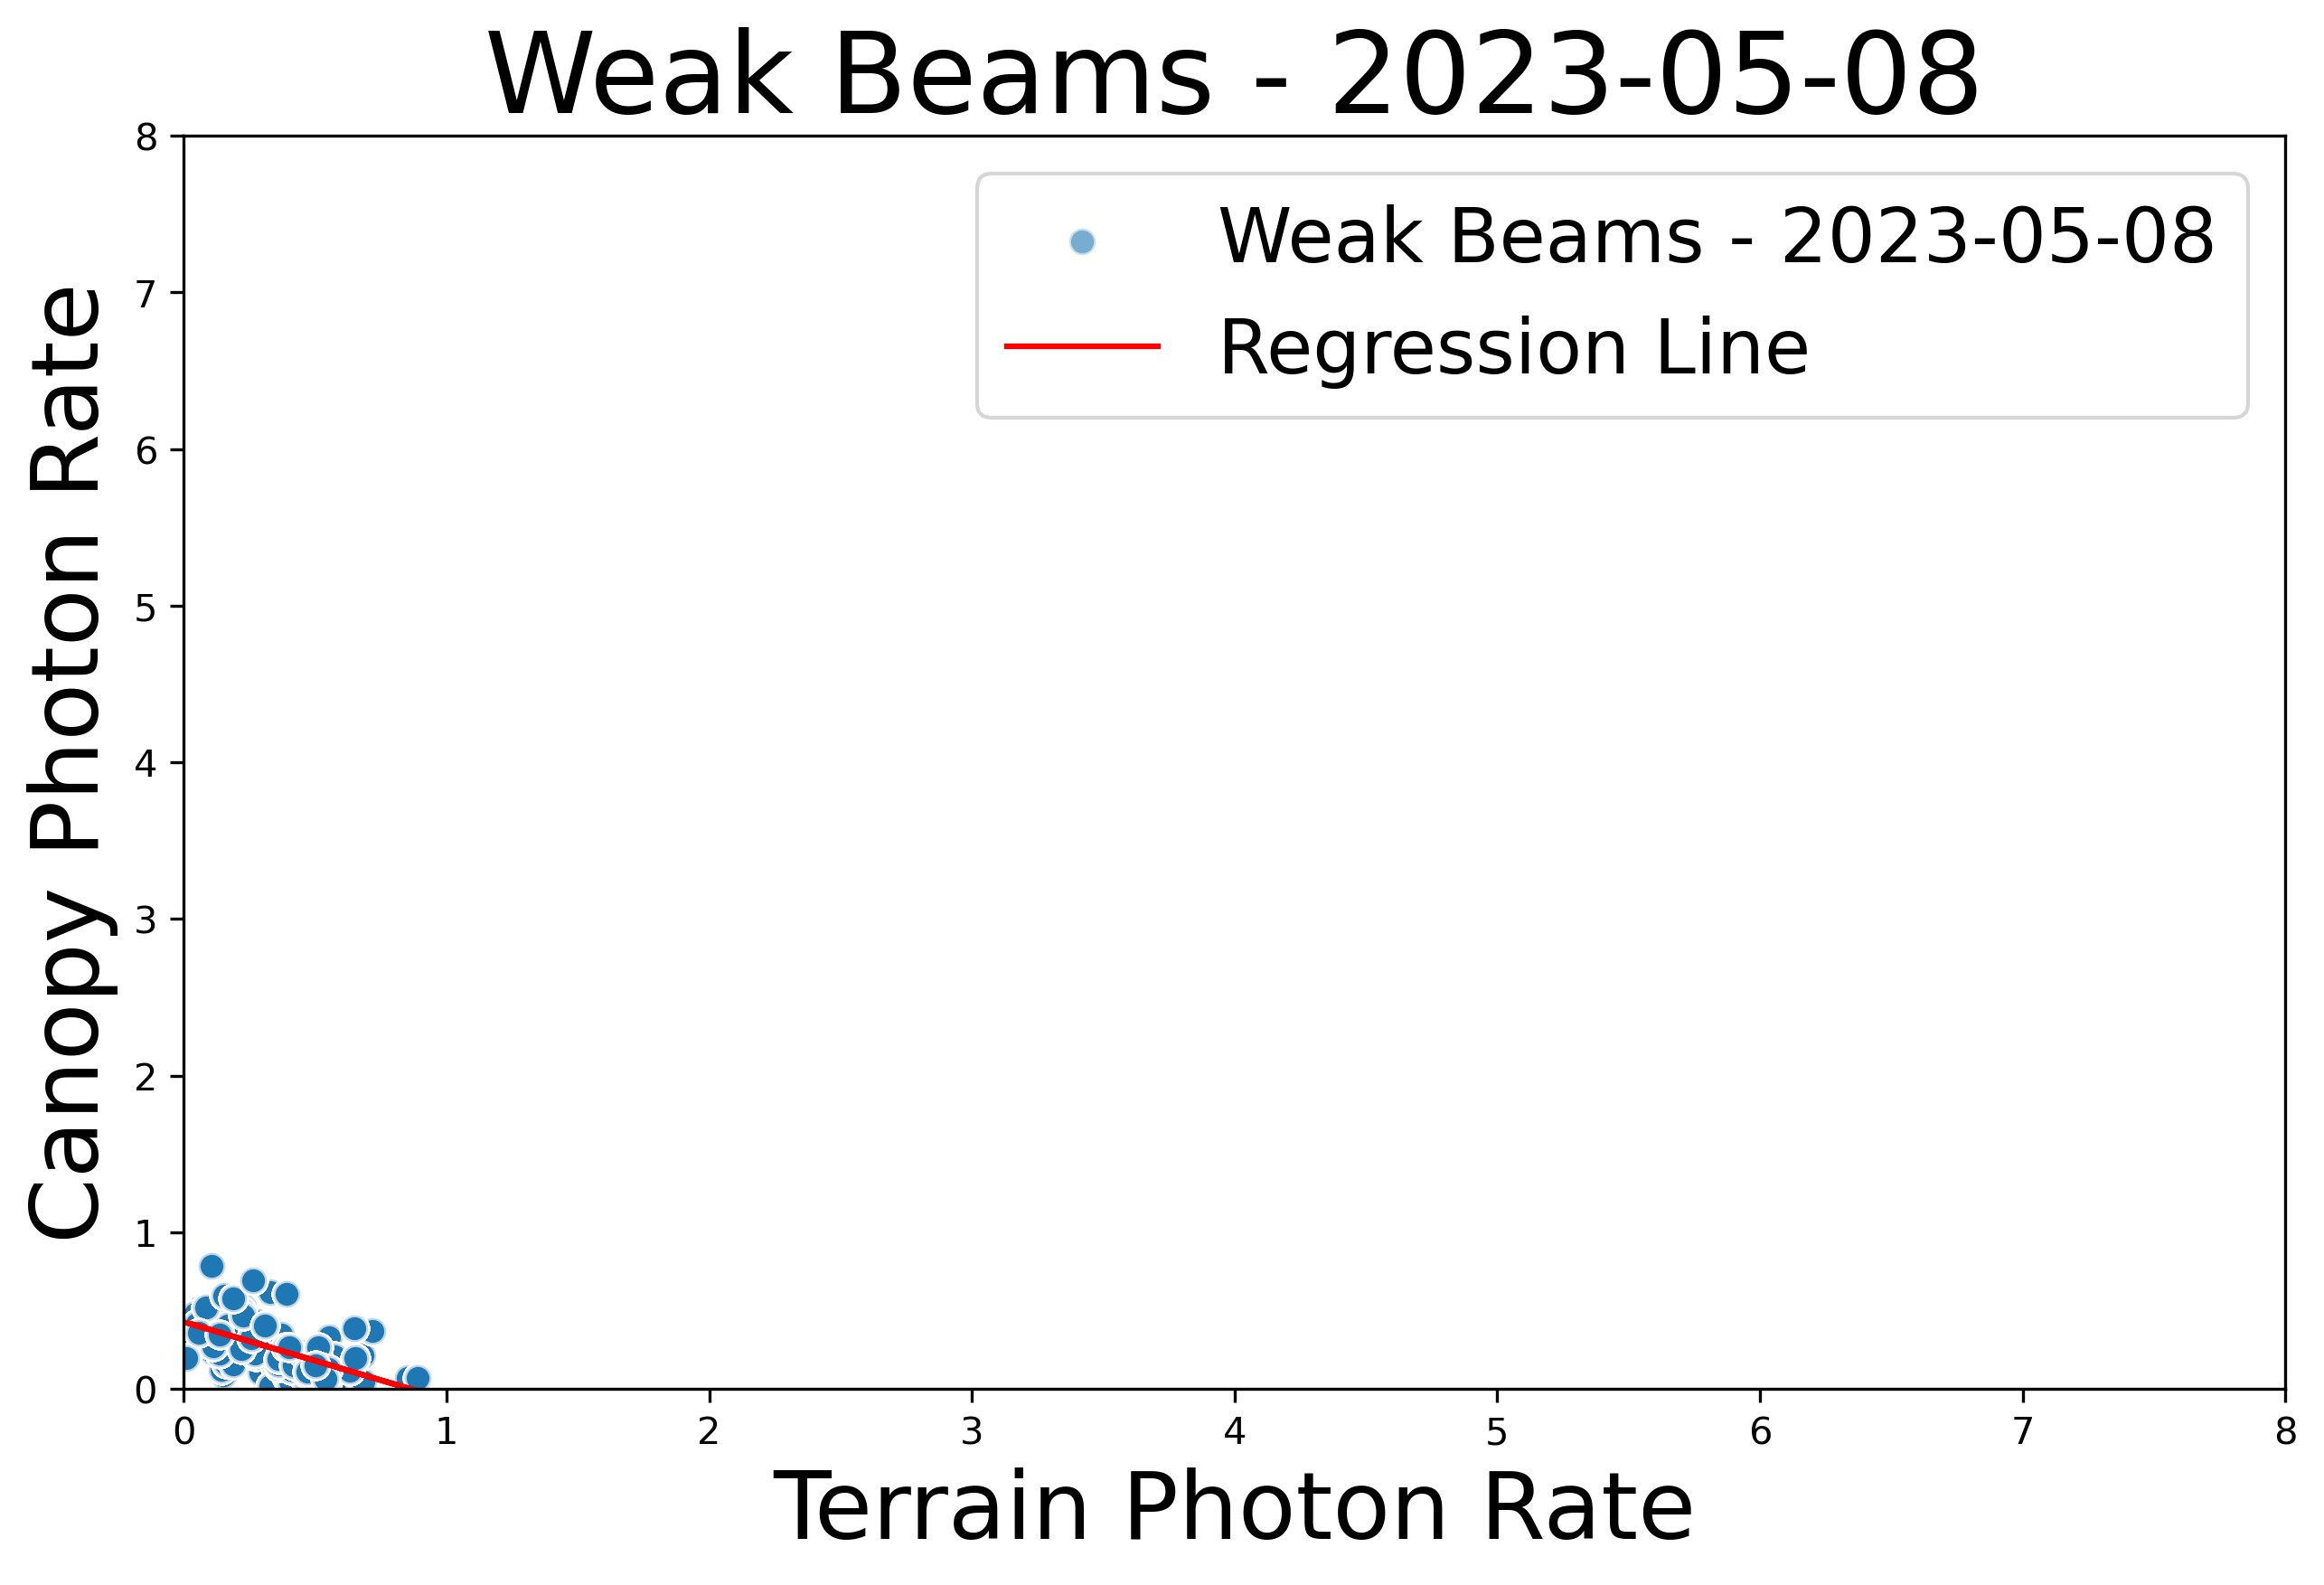 Weak Beams - 2023-05-08
Weak Beams - 2023-05-08
Regression Line
Canopy Photon Rate
8
7
6
5
4
3
2
1
0
0 1 2 3 4 5 6 7 8
Terrain Photon Rate